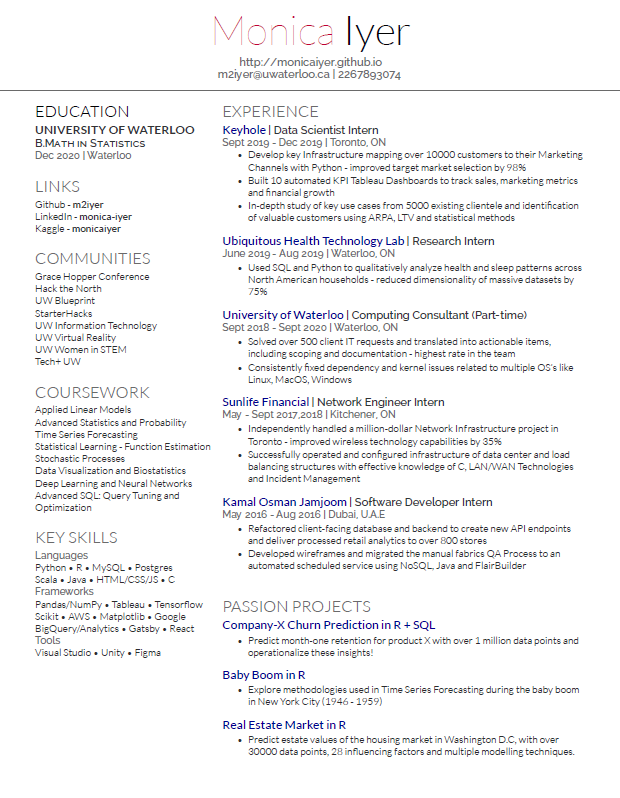 Monica Iyer
http://monicaiyer.github.io
m2iyer@uwaterloo.ca | 2267893074
EDUCATION
UNIVERSITY OF WATERLOO
B.Math in Statistics
Dec 2020 | Waterloo
LINKS
Github - m2iyer
LinkedIn - monica-iyer
Kaggle - monicaiyer
COMMUNITIES
Grace Hopper Conference
Hack the North
UW Blueprint
StarterHacks
UW Information Technology
UW Virtual Reality
UW Women in STEM
Tech+ UW
COURSEWORK
Applied Linear Models
Advanced Statistics and Probability
Time Series Forecasting
Statistical Learning - Function Estimation
Stochastic Processes
Data Visualization and Biostatistics
Deep Learning and Neural Networks
Advanced SQL: Query Tuning and
Optimization
KEY SKILLS
Languages
Python • R • MySQL • Postgres
Scala • Java • HTML/CSS/JS • C
Frameworks
Pandas/NumPy • Tableau • Tensorflow
Scikit • AWS • Matplotlib • Google
BigQuery/Analytics • Gatsby • React
Tools
Visual Studio • Unity • Figma
EXPERIENCE
Keyhole | Data Scientist Intern
Sept 2019 - Dec 2019 | Toronto, ON
• Develop key Infrastructure mapping over 10000 customers to their Marketing
Channels with Python - improved target market selection by 98%
• Built 10 automated KPI Tableau Dashboards to track sales, marketing metrics
and financial growth
• In-depth study of key use cases from 5000 existing clientele and identification
of valuable customers using ARPA, LTV and statistical methods
Ubiquitous Health Technology Lab | Research Intern
June 2019 - Aug 2019 | Waterloo, ON
• Used SQL and Python to qualitatively analyze health and sleep patterns across
North American households - reduced dimensionality of massive datasets by
75%
University of Waterloo | Computing Consultant (Part-time)
Sept 2018 - Sept 2020 | Waterloo, ON
• Solved over 500 client IT requests and translated into actionable items,
including scoping and documentation - highest rate in the team
• Consistently fixed dependency and kernel issues related to multiple OS's like
Linux, MacOS, Windows
Sunlife Financial | Network Engineer Intern
May - Sept 2017,2018 | Kitchener, ON
• Independently handled a million-dollar Network Infrastructure project in
Toronto - improved wireless technology capabilities by 35%
• Successfully operated and configured infrastructure of data center and load
balancing structures with effective knowledge of C, LAN/WAN Technologies
and Incident Management
Kamal Osman Jamjoom | Software Developer Intern
May 2016 - Aug 2016 | Dubai, U.A.E
• Refactored client-facing database and backend to create new API endpoints
and deliver processed retail analytics to over 800 stores
• Developed wireframes and migrated the manual fabrics QA Process to an
automated scheduled service using NoSQL, Java and FlairBuilder
PASSION PROJECTS
Company-X Churn Prediction in R + SQL
• Predict month-one retention for product X with over 1 million data points and
operationalize these insights!
Baby Boom in R
• Explore methodologies used in Time Series Forecasting during the baby boom
in New York City (1946 - 1959)
Real Estate Market in R
• Predict estate values of the housing market in Washington D.C, with over
30000 data points, 28 influencing factors and multiple modelling techniques.